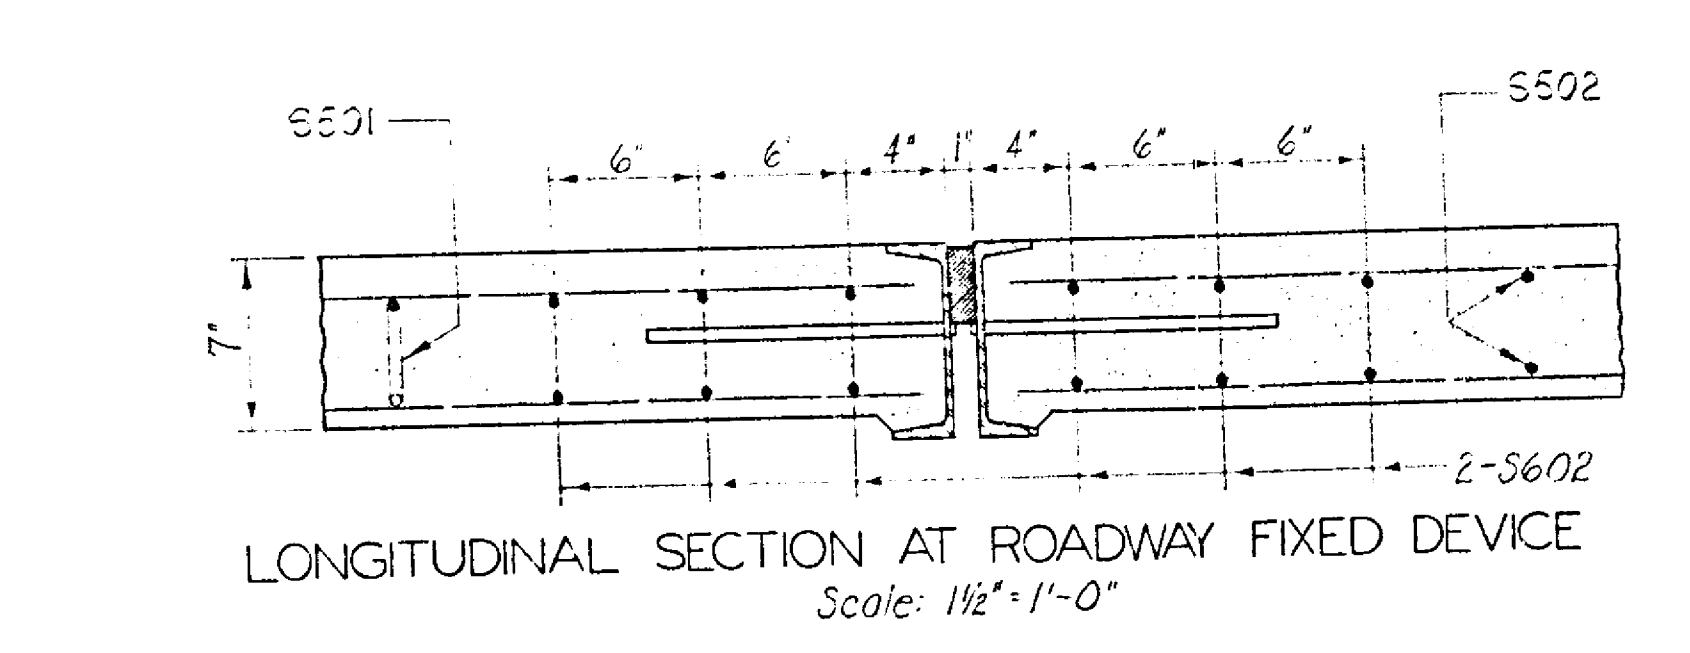 S502
S501
6" 6' 4" 1" 4" 6" 6"
7"
2-S602
LONGITUDINAL SECTION AT ROADWAY FIXED DEVICE
Scale: 1½" = 1'-0"